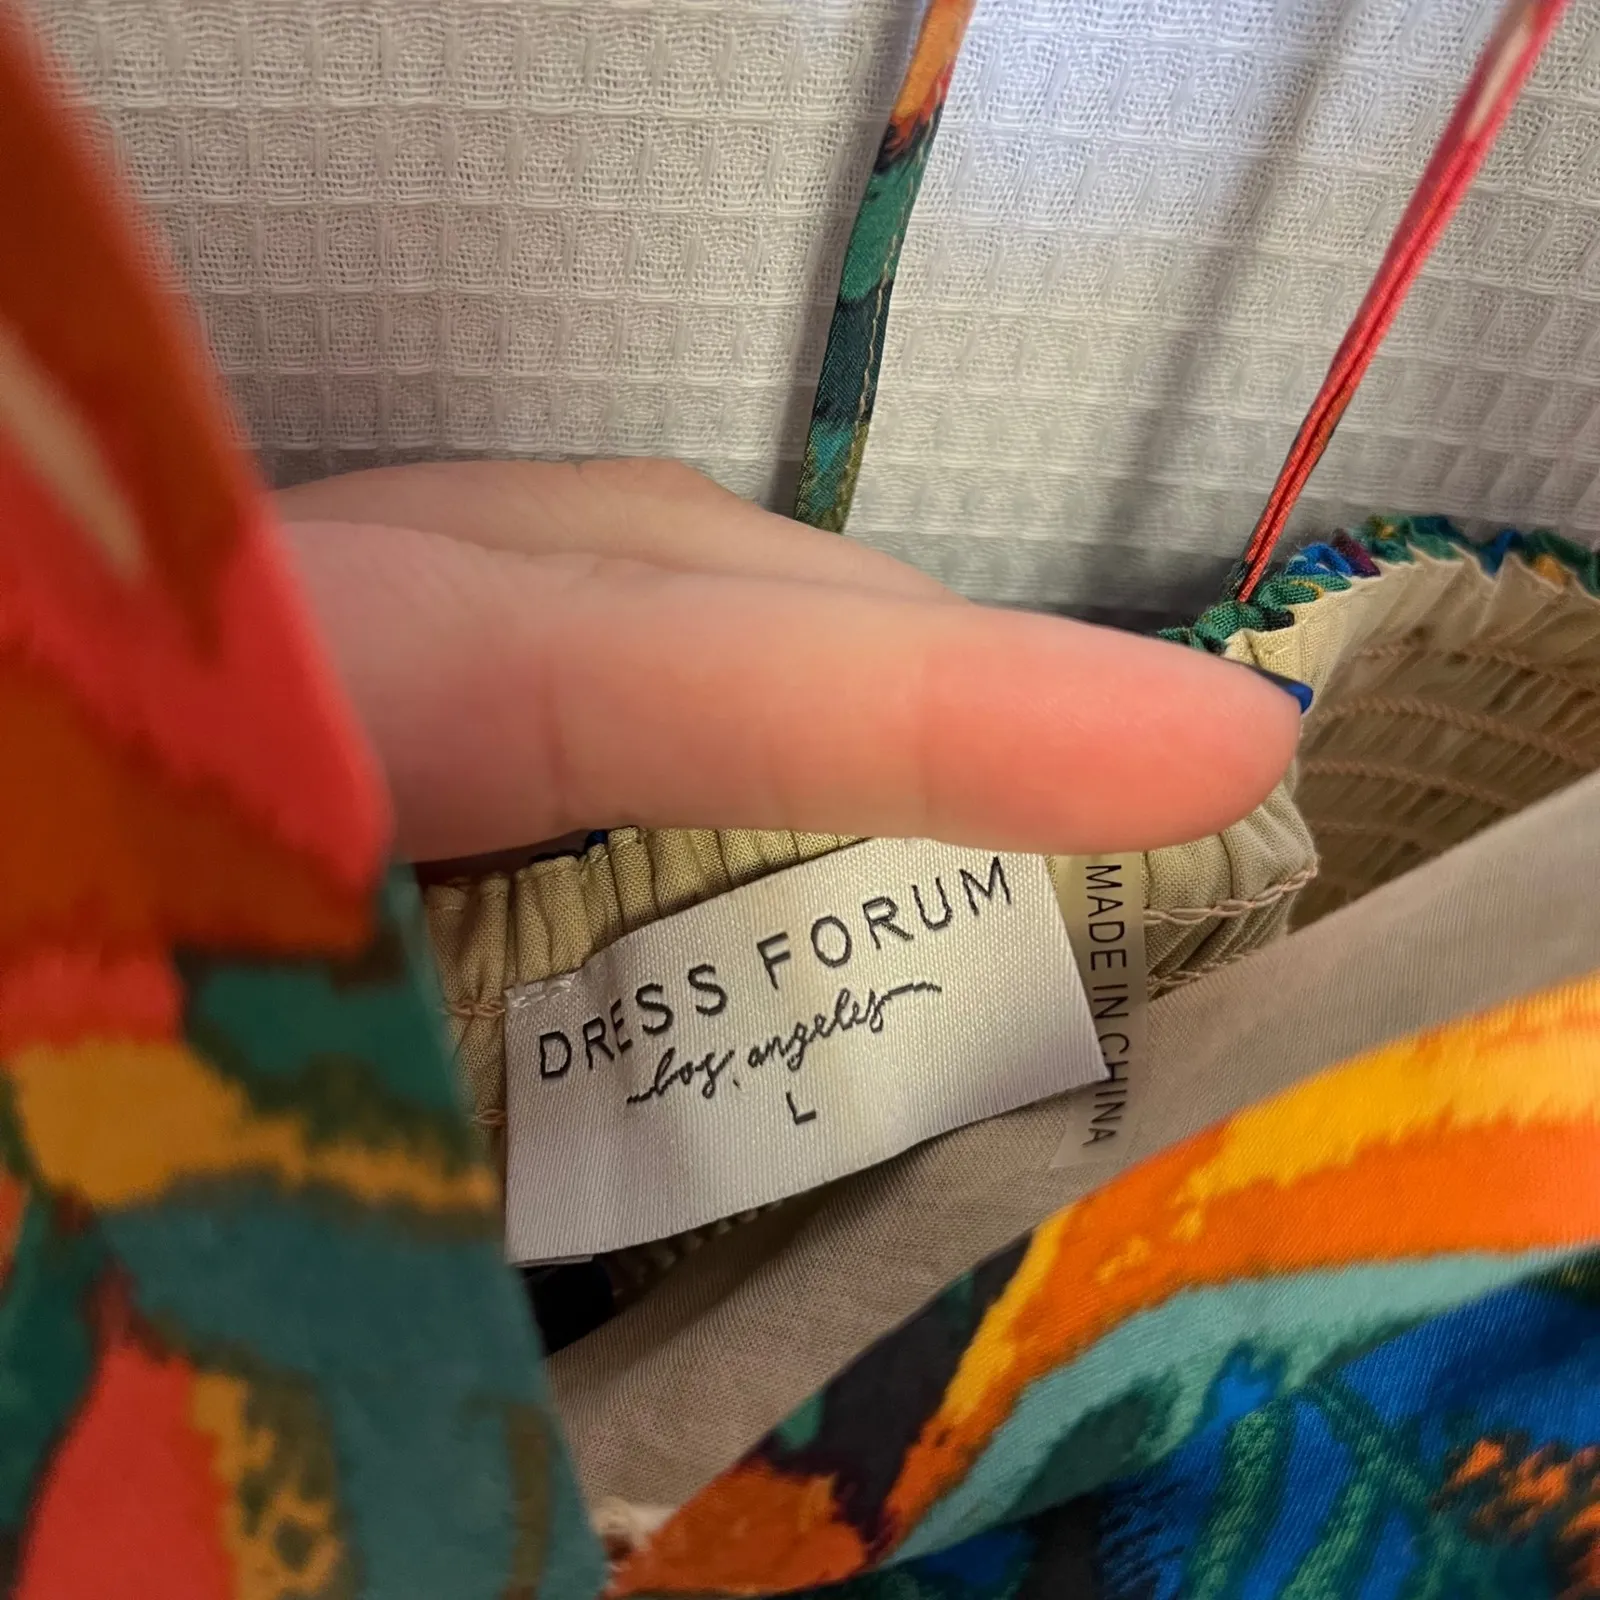 DRESS FORUM
los angeles
L
MADE IN CHINA